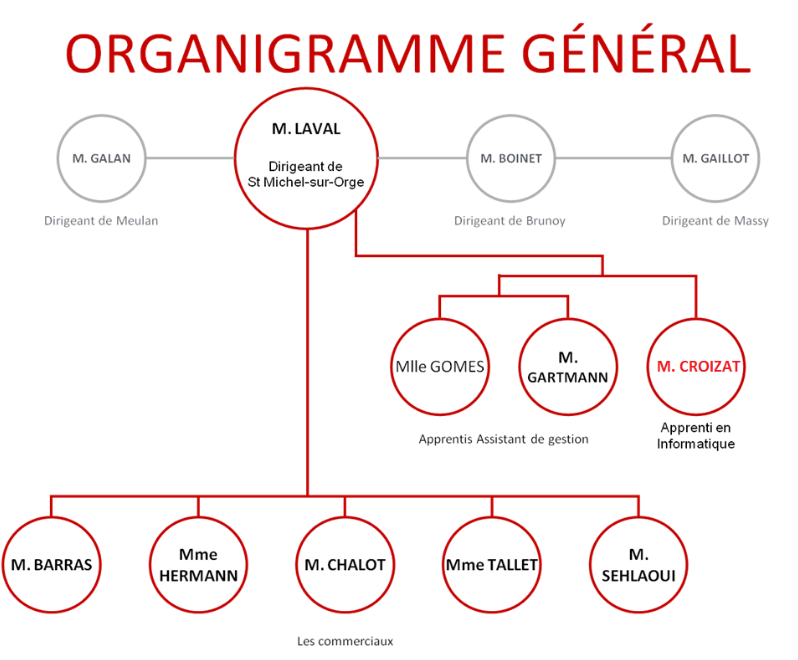 ORGANIGRAMME GÉNÉRAL
M. LAVAL
Dirigeant de
St Michel-sur-Orge
M. GALAN
M. BOINET
M. GAILLOT
Dirigeant de Meulan
Dirigeant de Brunoy
Dirigeant de Massy
Mlle GOMES
M.
GARTMANN
M. CROIZAT
Apprentis Assistant de gestion
Apprenti en
Informatique
M. BARRAS
Mme
HERMANN
M. CHALOT
Mme TALLET
M.
SEHLAOUI
Les commerciaux